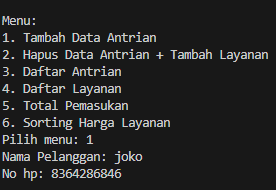 Menu:
1. Tambah Data Antrian
2. Hapus Data Antrian + Tambah Layanan
3. Daftar Antrian
4. Daftar Layanan
5. Total Pemasukan
6. Sorting Harga Layanan
Pilih menu: 1
Nama Pelanggan: joko
No hp: 8364286846